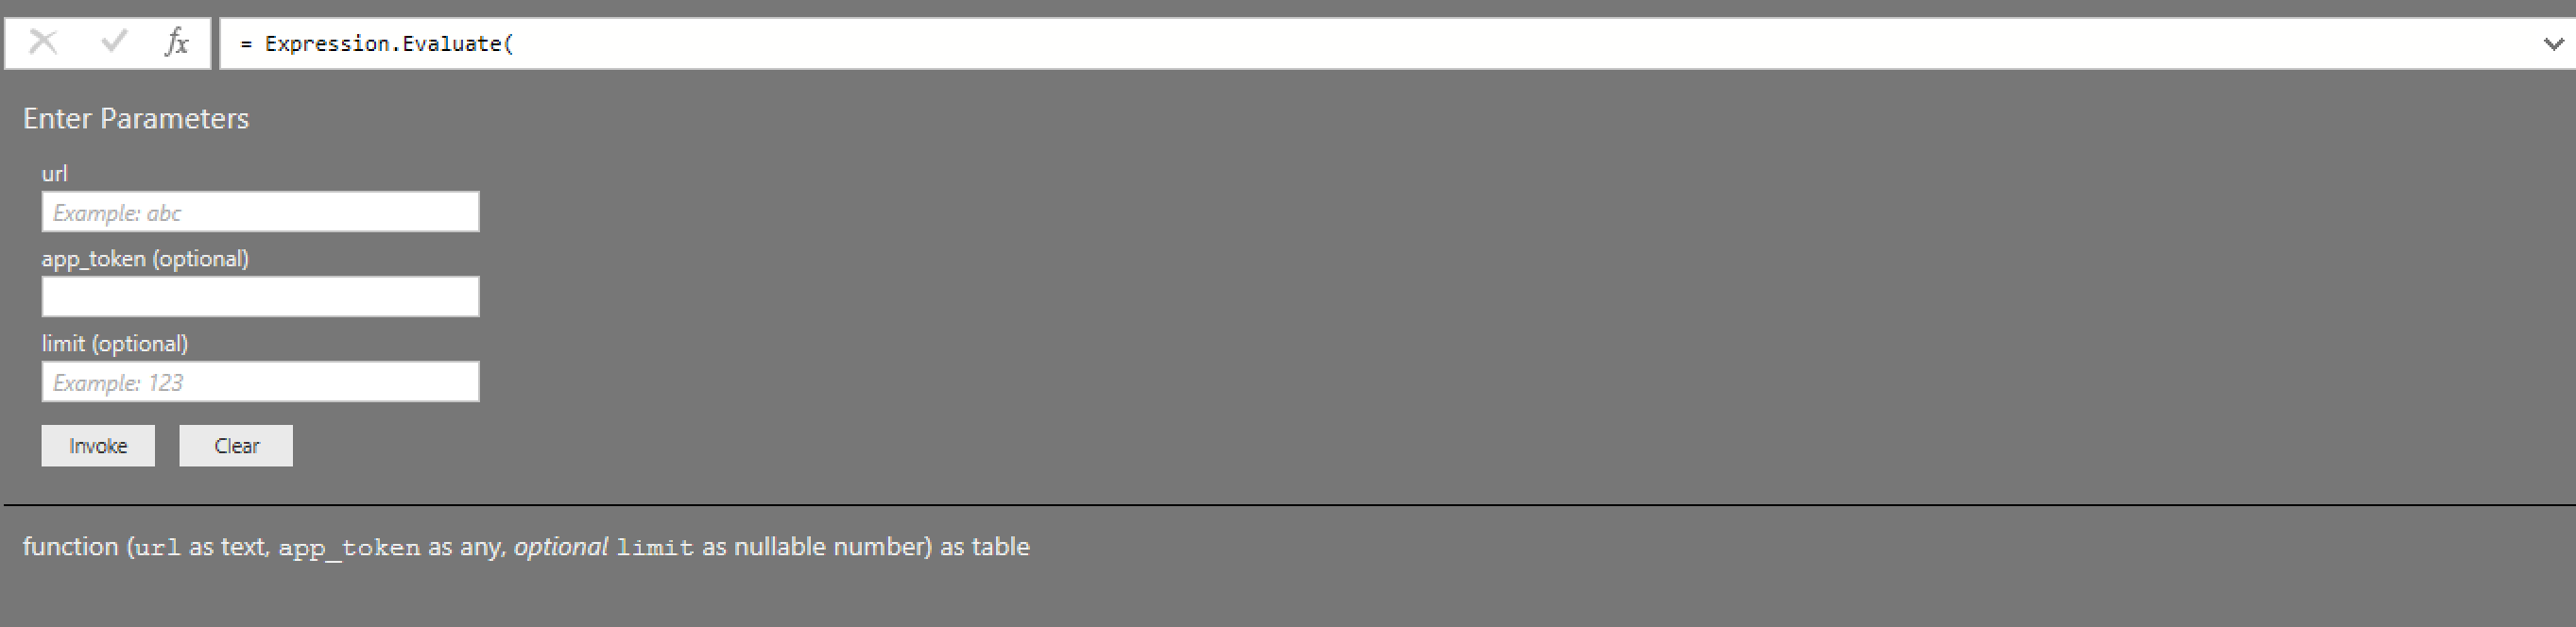 fx = Expression.Evaluate(
Enter Parameters
url
Example: abc
app_token (optional)
limit (optional)
Example: 123
Invoke Clear
function (url as text, app_token as any, optional limit as nullable number) as table